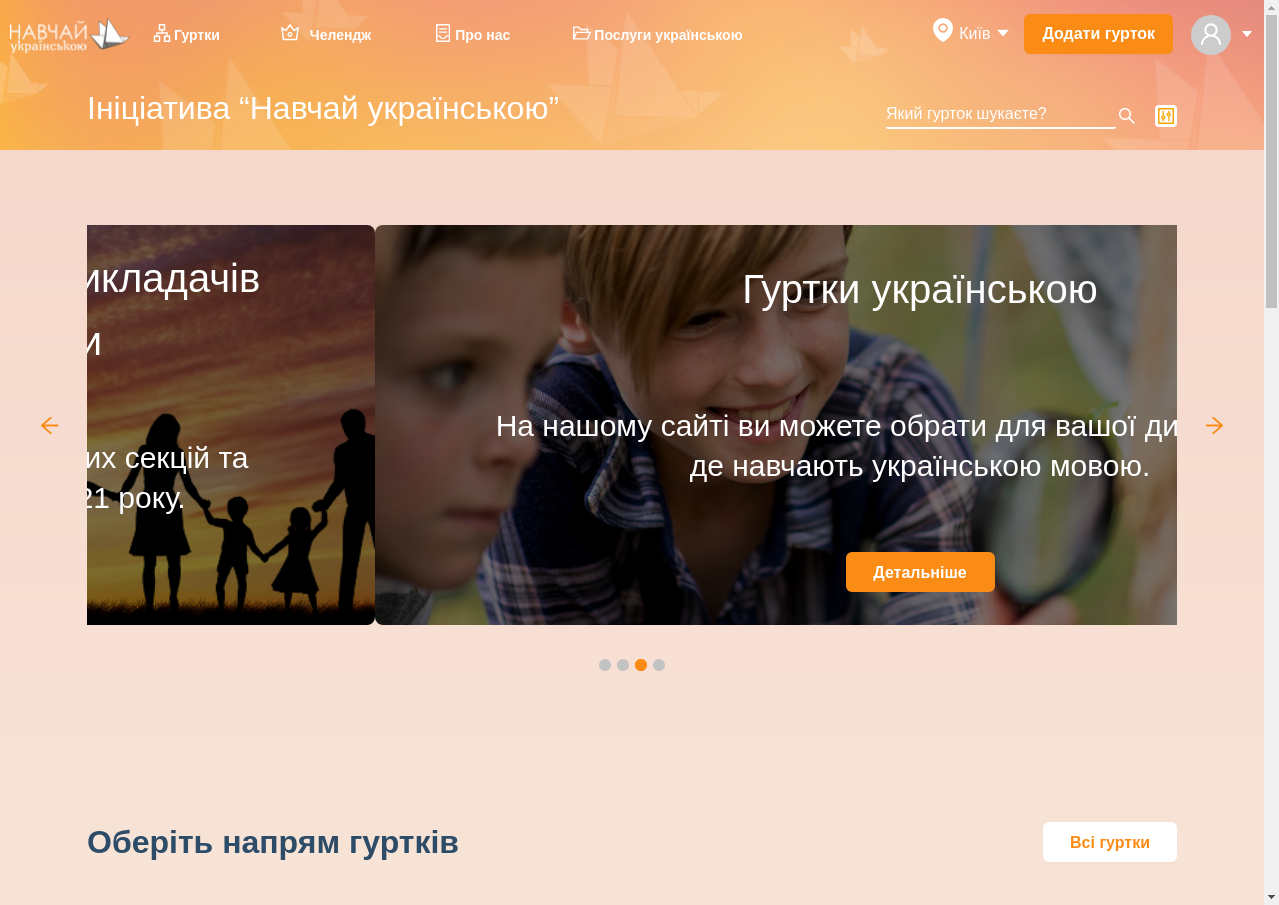 НАВЧАЙ
українською
Гуртки
Челендж
Про нас
Послуги українською
Київ
Додати гурток
Ініціатива “Навчай українською”
Який гурток шукаєте?
икладачів
и
их секцій та
21 року.
Гуртки українською
На нашому сайті ви можете обрати для вашої ди
де навчають українською мовою.
Детальніше
Оберіть напрям гуртків
Всі гуртки